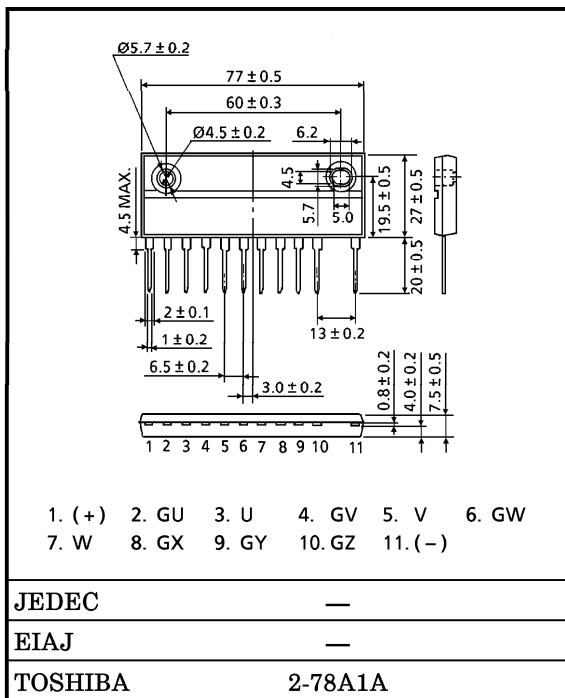 Ø5.7 ± 0.2
77 ± 0.5
60 ± 0.3
Ø4.5 ± 0.2
6.2
4.5 MAX.
4.5
5.7
5.0
19.5 ± 0.5
27 ± 0.5
20 ± 0.5
2 ± 0.1
13 ± 0.2
1 ± 0.2
6.5 ± 0.2
3.0 ± 0.2
0.8 ± 0.2
4.0 ± 0.2
7.5 ± 0.5
1 2 3 4 5 6 7 8 9 10 11
1. (+) 2. GU 3. U 4. GV 5. V 6. GW
7. W 8. GX 9. GY 10. GZ 11. (−)
JEDEC —
EIAJ —
TOSHIBA 2-78A1A